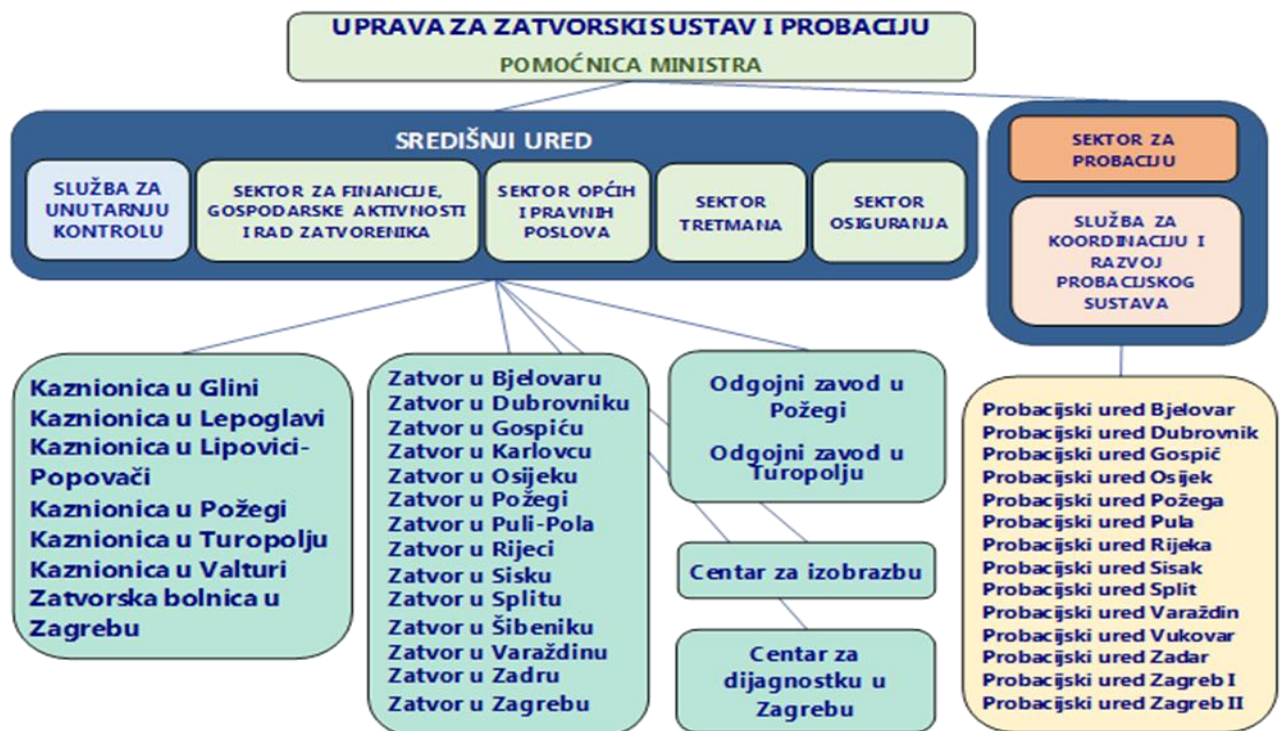 UPRAVA ZA ZATVORSKI SUSTAV I PROBACIJU
POMOĆNICA MINISTRA
SREDIŠNJI URED
SLUŽBA ZA
UNUTARNJU
KONTROLU
SEKTOR ZA FINANCIJE,
GOSPODARSKE AKTIVNOSTI
I RAD ZATVORENIKA
SEKTOR OPĆIH
I PRAVNIH
POSLOVA
SEKTOR
TRETMANA
SEKTOR
OSIGURANJA
SEKTOR ZA
PROBACIJU
SLUŽBA ZA
KOORDINACIJU I
RAZVOJ
PROBACIJSKOG
SUSTAVA
Kaznionica u Glini
Kaznionica u Lepoglavi
Kaznionica u Lipovici-
Popovači
Kaznionica u Požegi
Kaznionica u Turopolju
Kaznionica u Valturi
Zatvorska bolnica u
Zagrebu
Zatvor u Bjelovaru
Zatvor u Dubrovniku
Zatvor u Gospiću
Zatvor u Karlovcu
Zatvor u Osijeku
Zatvor u Požegi
Zatvor u Puli-Pola
Zatvor u Rijeci
Zatvor u Sisku
Zatvor u Splitu
Zatvor u Šibeniku
Zatvor u Varaždinu
Zatvor u Zadru
Zatvor u Zagrebu
Odgojni zavod u
Požegi
Odgojni zavod u
Turopolju
Centar za izobrazbu
Centar za
dijagnostku u
Zagrebu
Probacijski ured Bjelovar
Probacijski ured Dubrovnik
Probacijski ured Gospić
Probacijski ured Osijek
Probacijski ured Požega
Probacijski ured Pula
Probacijski ured Rijeka
Probacijski ured Sisak
Probacijski ured Split
Probacijski ured Varaždin
Probacijski ured Vukovar
Probacijski ured Zadar
Probacijski ured Zagreb I
Probacijski ured Zagreb II